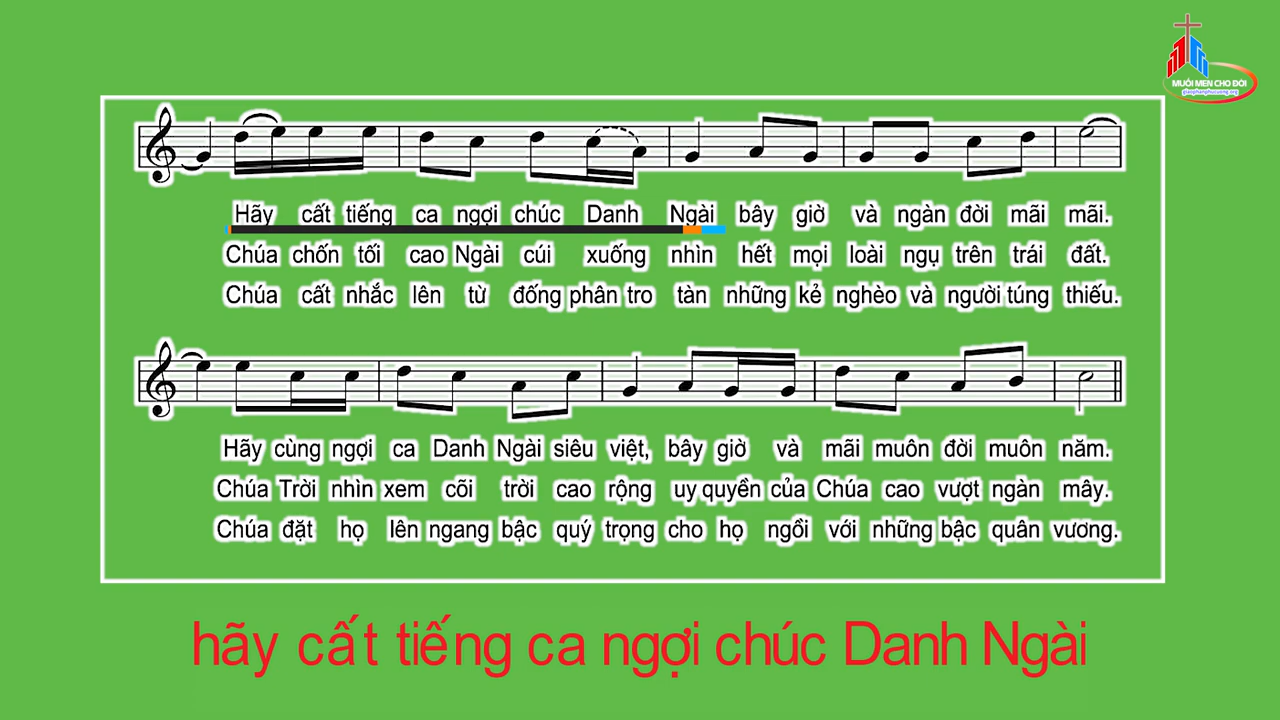 MUỐI MEN CHO ĐỜI
giaophanphucuong.org
Hãy cất tiếng ca ngợi chúc Danh Ngài bây giờ và ngàn đời mãi mãi.
Chúa chốn tối cao Ngài cúi xuống nhìn hết mọi loài ngụ trên trái đất.
Chúa cất nhắc lên từ đống phân tro tàn những kẻ nghèo và người túng thiếu.
Hãy cùng ngợi ca Danh Ngài siêu việt, bây giờ và mãi muôn đời muôn năm.
Chúa Trời nhìn xem cõi trời cao rộng uy quyền của Chúa cao vượt ngàn mây.
Chúa đặt họ lên ngang bậc quý trọng cho họ ngồi với những bậc quân vương.
hãy cất tiếng ca ngợi chúc Danh Ngài